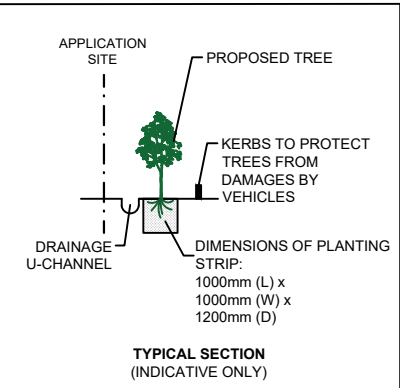 APPLICATION
SITE
PROPOSED TREE
KERBS TO PROTECT
TREES FROM
DAMAGES BY
VEHICLES
DRAINAGE
U-CHANNEL
DIMENSIONS OF PLANTING
STRIP:
1000mm (L) x
1000mm (W) x
1200mm (D)
TYPICAL SECTION
(INDICATIVE ONLY)